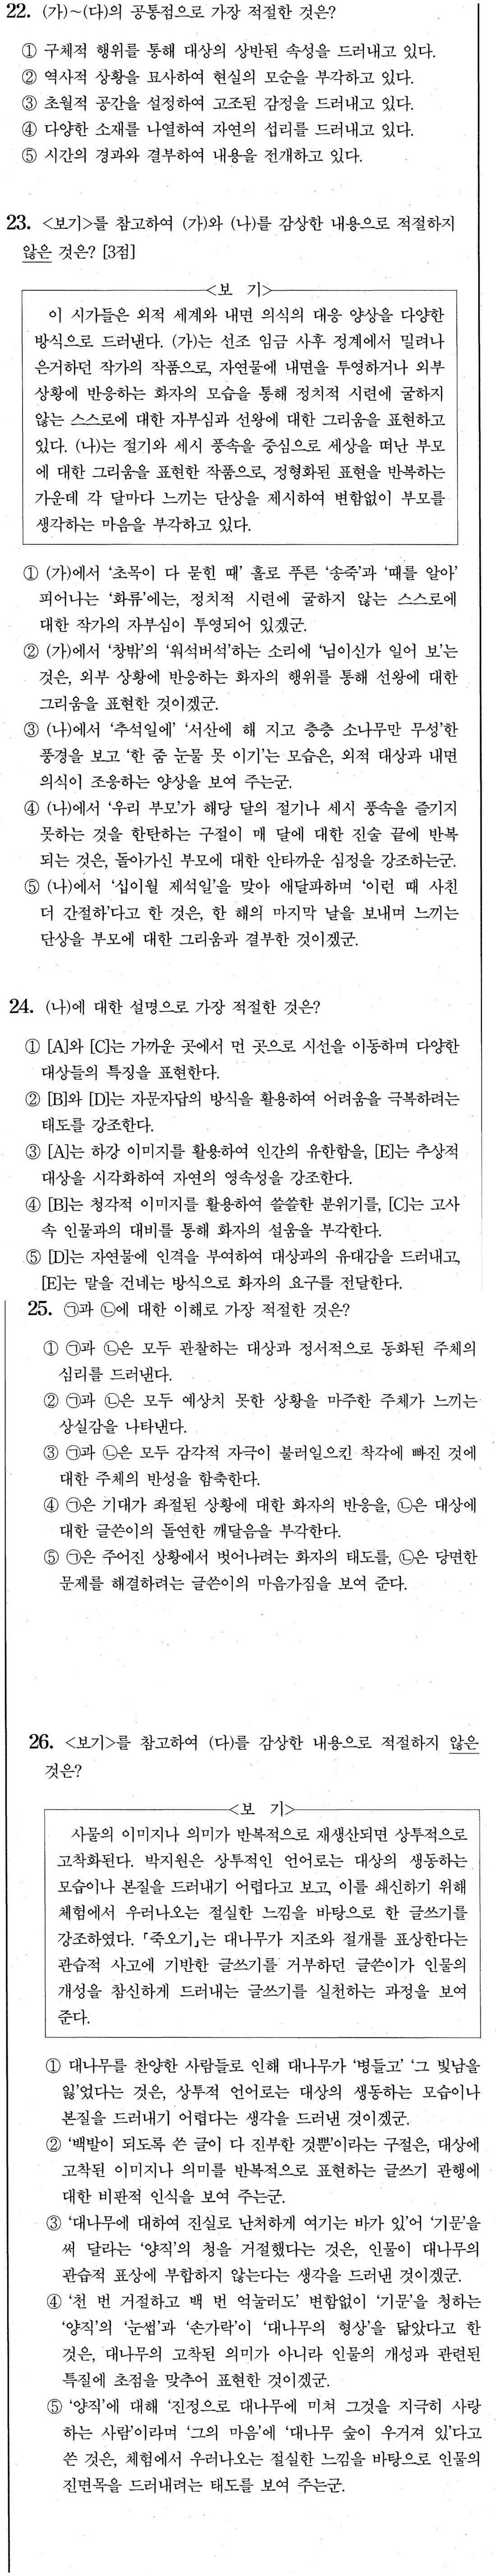 22. (가)~(다)의 공통점으로 가장 적절한 것은?
① 구체적 행위를 통해 대상의 상반된 속성을 드러내고 있다.
② 역사적 상황을 묘사하여 현실의 모순을 부각하고 있다.
③ 초월적 공간을 설정하여 고조된 감정을 드러내고 있다.
④ 다양한 소재를 나열하여 자연의 섭리를 드러내고 있다.
⑤ 시간의 경과와 결부하여 내용을 전개하고 있다.
23. <보기>를 참고하여 (가)와 (나)를 감상한 내용으로 적절하지
않은 것은? [3점]
<보 기>
이 시가들은 외적 세계와 내면 의식의 대응 양상을 다양한
방식으로 드러낸다. (가)는 선조 임금 사후 정계에서 밀려나
은거하던 작가의 작품으로, 자연물에 내면을 투영하거나 외부
상황에 반응하는 화자의 모습을 통해 정치적 시련에 굴하지
않는 스스로에 대한 자부심과 선왕에 대한 그리움을 표현하고
있다. (나)는 절기와 세시 풍속을 중심으로 세상을 떠난 부모
에 대한 그리움을 표현한 작품으로, 정형화된 표현을 반복하는
가운데 각 달마다 느끼는 단상을 제시하여 변함없이 부모를
생각하는 마음을 부각하고 있다.
① (가)에서 ‘초목이 다 묻힌 때’ 홀로 푸른 ‘송죽’과 ‘때를 알아’
피어나는 ‘화류’에는, 정치적 시련에 굴하지 않는 스스로에
대한 작가의 자부심이 투영되어 있겠군.
② (가)에서 ‘창밖’의 ‘워석버석’하는 소리에 ‘님이신가 일어 보’는
것은, 외부 상황에 반응하는 화자의 행위를 통해 선왕에 대한
그리움을 표현한 것이겠군.
③ (나)에서 ‘추석일에’ ‘서산에 해 지고 층층 소나무만 무성’한
풍경을 보고 ‘한 줌 눈물 못 이기’는 모습은, 외적 대상과 내면
의식이 조응하는 양상을 보여 주는군.
④ (나)에서 ‘우리 부모’가 해당 달의 절기나 세시 풍속을 즐기지
못하는 것을 한탄하는 구절이 매 달에 대한 진술 끝에 반복
되는 것은, 돌아가신 부모에 대한 안타까운 심정을 강조하는군.
⑤ (나)에서 ‘십이월 제석일’을 맞아 애달파하며 ‘이런 때 사친
더 간절하’다고 한 것은, 한 해의 마지막 날을 보내며 느끼는
단상을 부모에 대한 그리움과 결부한 것이겠군.
24. (나)에 대한 설명으로 가장 적절한 것은?
① [A]와 [C]는 가까운 곳에서 먼 곳으로 시선을 이동하며 다양한
대상들의 특징을 표현한다.
② [B]와 [D]는 자문자답의 방식을 활용하여 어려움을 극복하려는
태도를 강조한다.
③ [A]는 하강 이미지를 활용하여 인간의 유한함을, [E]는 추상적
대상을 시각화하여 자연의 영속성을 강조한다.
④ [B]는 청각적 이미지를 활용하여 쓸쓸한 분위기를, [C]는 고사
속 인물과의 대비를 통해 화자의 설움을 부각한다.
⑤ [D]는 자연물에 인격을 부여하여 대상과의 유대감을 드러내고,
[E]는 말을 건네는 방식으로 화자의 요구를 전달한다.
25. ㉠과 ㉡에 대한 이해로 가장 적절한 것은?
① ㉠과 ㉡은 모두 관찰하는 대상과 정서적으로 동화된 주체의
심리를 드러낸다.
② ㉠과 ㉡은 모두 예상치 못한 상황을 마주한 주체가 느끼는
상실감을 나타낸다.
③ ㉠과 ㉡은 모두 감각적 자극이 불러일으킨 착각에 빠진 것에
대한 주체의 반성을 함축한다.
④ ㉠은 기대가 좌절된 상황에 대한 화자의 반응을, ㉡은 대상에
대한 글쓴이의 돌연한 깨달음을 부각한다.
⑤ ㉠은 주어진 상황에서 벗어나려는 화자의 태도를, ㉡은 당면한
문제를 해결하려는 글쓴이의 마음가짐을 보여 준다.
26. <보기>를 참고하여 (다)를 감상한 내용으로 적절하지 않은
것은?
<보 기>
사물의 이미지나 의미가 반복적으로 재생산되면 상투적으로
고착화된다. 박지원은 상투적인 언어로는 대상의 생동하는
모습이나 본질을 드러내기 어렵다고 보고, 이를 쇄신하기 위해
체험에서 우러나오는 절실한 느낌을 바탕으로 한 글쓰기를
강조하였다. 「죽오기」는 대나무가 지조와 절개를 표상한다는
관습적 사고에 기반한 글쓰기를 거부하던 글쓴이가 인물의
개성을 참신하게 드러내는 글쓰기를 실천하는 과정을 보여
준다.
① 대나무를 찬양한 사람들로 인해 대나무가 ‘병들고’ ‘그 빛남을
잃’었다는 것은, 상투적 언어로는 대상의 생동하는 모습이나
본질을 드러내기 어렵다는 생각을 드러낸 것이겠군.
② ‘백발이 되도록 쓴 글이 다 진부한 것뿐’이라는 구절은, 대상에
고착된 이미지나 의미를 반복적으로 표현하는 글쓰기 관행에
대한 비판적 인식을 보여 주는군.
③ ‘대나무에 대하여 진실로 난처하게 여기는 바가 있’어 ‘기문’을
써 달라는 ‘양직’의 청을 거절했다는 것은, 인물이 대나무의
관습적 표상에 부합하지 않는다는 생각을 드러낸 것이겠군.
④ ‘천 번 거절하고 백 번 억눌러도’ 변함없이 ‘기문’을 청하는
‘양직’의 ‘눈썹’과 ‘손가락’이 ‘대나무의 형상’을 닮았다고 한
것은, 대나무의 고착된 의미가 아니라 인물의 개성과 관련된
특질에 초점을 맞추어 표현한 것이겠군.
⑤ ‘양직’에 대해 ‘진정으로 대나무에 미쳐 그것을 지극히 사랑
하는 사람’이라며 ‘그의 마음’에 ‘대나무 숲이 우거져 있’다고
쓴 것은, 체험에서 우러나오는 절실한 느낌을 바탕으로 인물의
진면목을 드러내려는 태도를 보여 주는군.